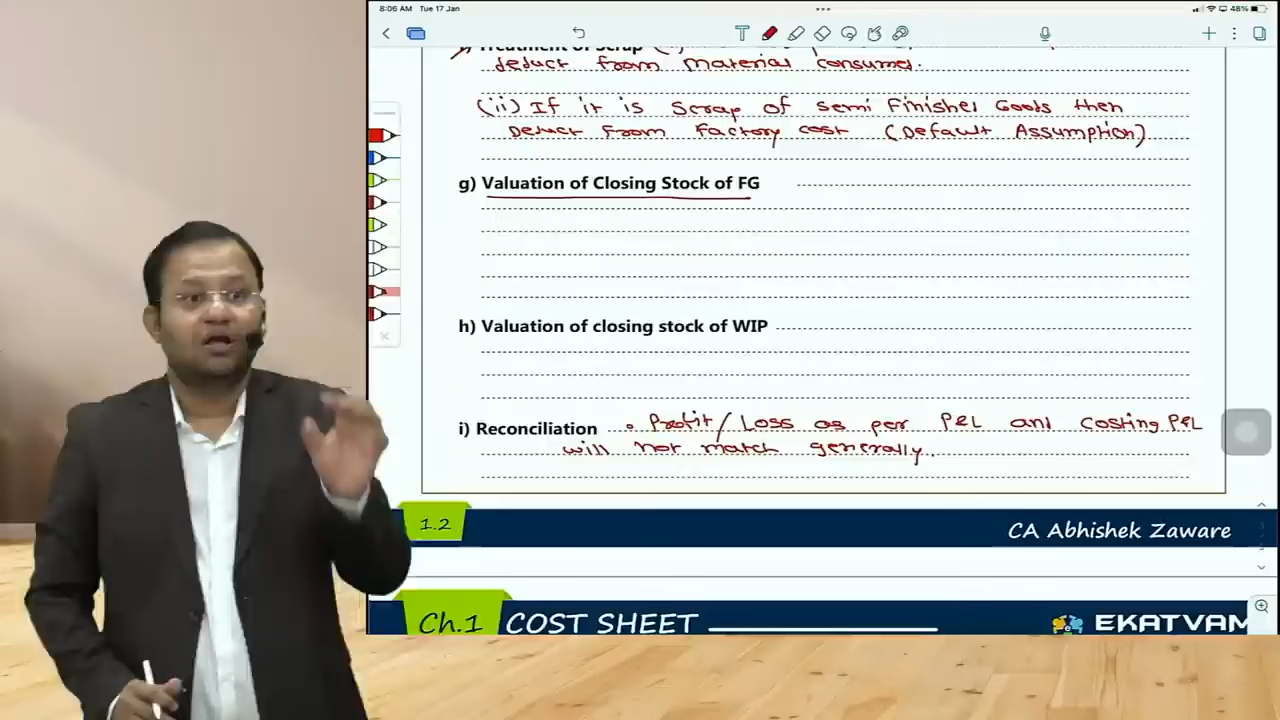 8:06 AM Tue 17 Jan
48%
Treatment of Scrap
deduct from material consumed.
(ii) If it is Scrap of semi Finished Goods then
Deduct From Factory cost (Default Assumption)
g) Valuation of Closing Stock of FG
h) Valuation of closing stock of WIP
i) Reconciliation . Profit/Loss as per P&L and costing P&L
will not match generally.
1.2
CA Abhishek Zaware
Ch.1 COST SHEET
EKATVAM